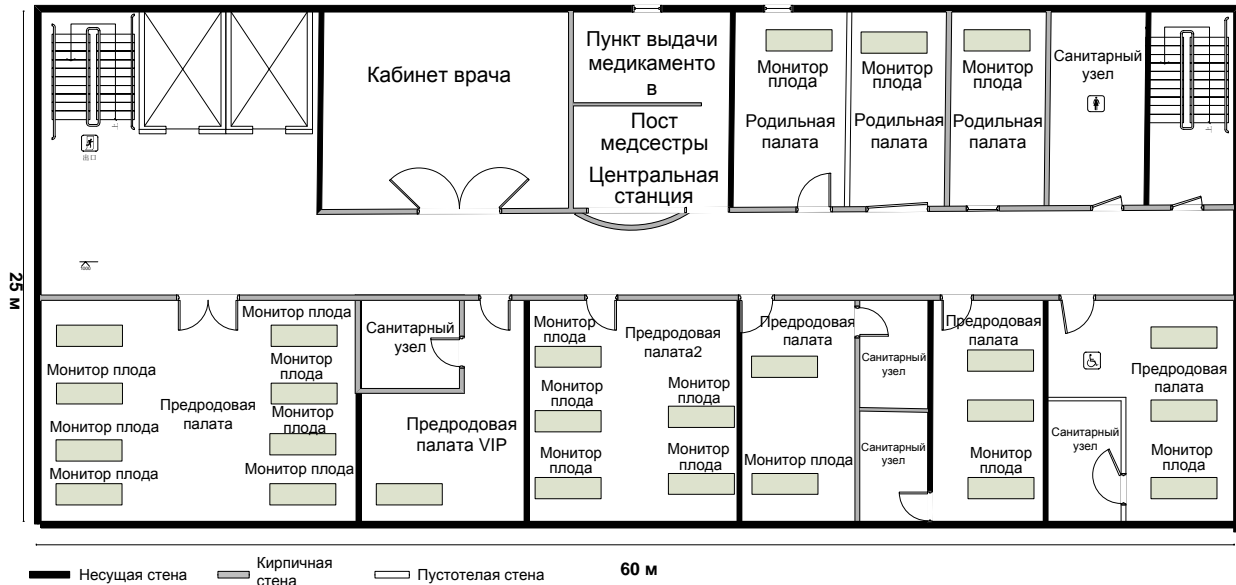 Кабинет врача
Пункт выдачи
медикаменто
в
Пост
медсестры
Центральная
станция
Монитор
плода
Родильная
палата
Монитор
плода
Родильная
палата
Монитор
плода
Родильная
палата
Санитарный
узел
出口
25 м
Монитор плода
Монитор плода
Монитор плода
Предродовая
палата
Монитор плода
Монитор
плода
Монитор
плода
Монитор плода
Санитарный
узел
Предродовая
палата VIP
Монитор
плода
Монитор
плода
Монитор
плода
Предродовая
палата2
Монитор
плода
Монитор
плода
Предродовая
палата
Монитор плода
Санитарный
узел
Санитарный
узел
Предродовая
палата
Монитор
плода
Санитарный
узел
Предродовая
палата
Монитор
плода
60 м
Несущая стена
Кирпичная
стена
Пустотелая стена